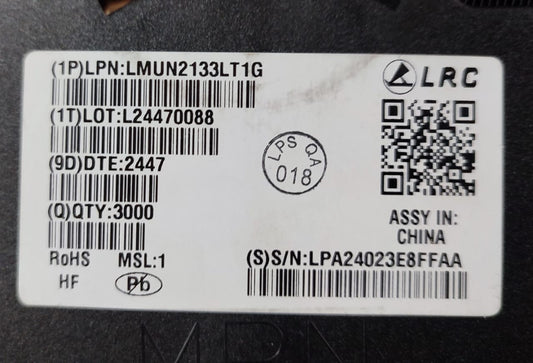 (1P)LPN:LMUN2133LT1G
LRC
(1T)LOT:L24470088
(9D)DTE:2447
LPS QA
018
(Q)QTY:3000
ASSY IN:
CHINA
RoHS MSL:1
(S)S/N:LPA24023E8FFAA
HF Pb
MPN